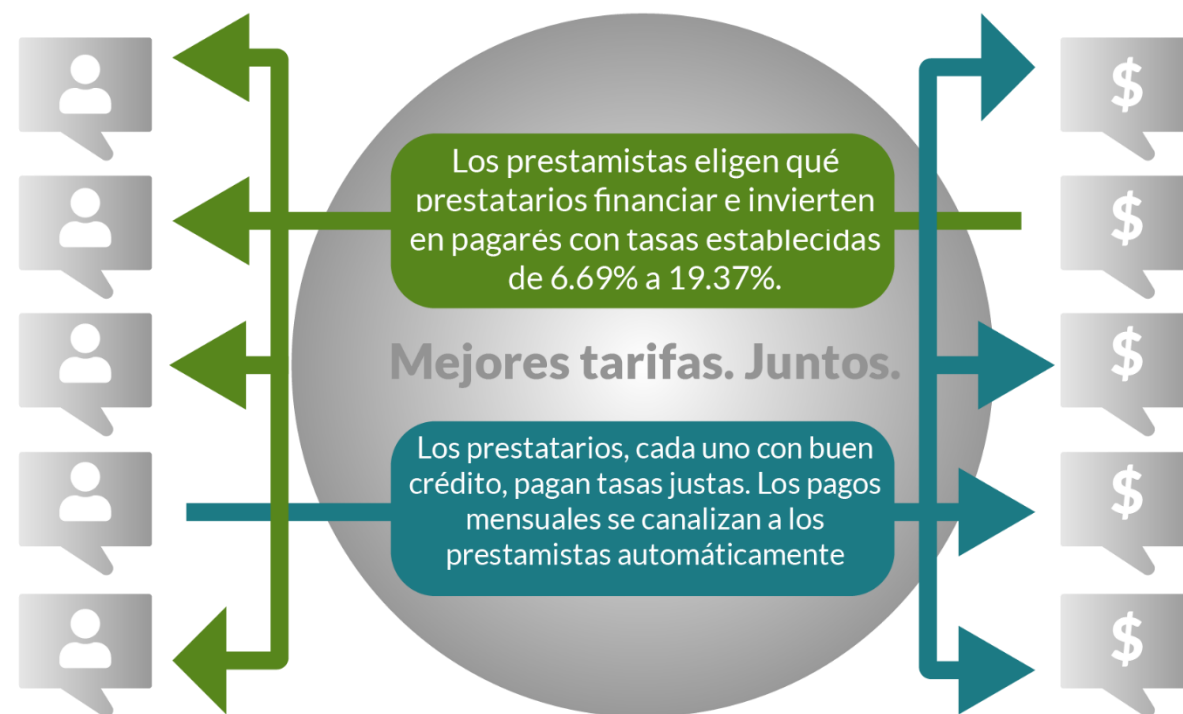 Los prestamistas eligen qué
prestatarios financiar e invierten
en pagarés con tasas establecidas
de 6.69% a 19.37%.
Mejores tarifas. Juntos.
Los prestatarios, cada uno con buen
crédito, pagan tasas justas. Los pagos
mensuales se canalizan a los
prestamistas automáticamente
$
$
$
$
$